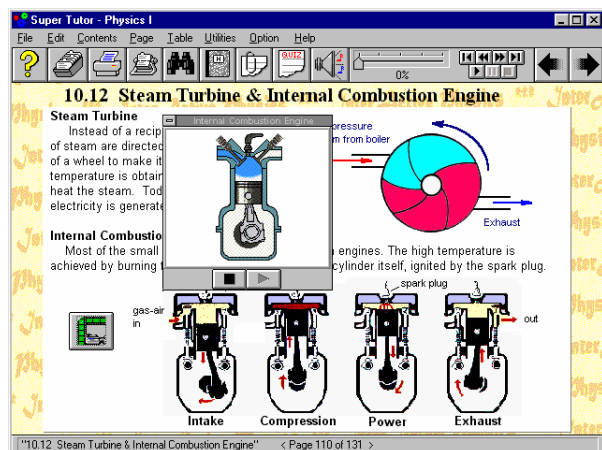 Super Tutor - Physics I
File Edit Contents Page Table Utilities Option Help
QUIZ
0%
10.12 Steam Turbine & Internal Combustion Engine
Steam Turbine
Instead of a recip
of steam are directed
of a wheel to make it
temperature is obtain
heat the steam. Tod
electricity is generate
Internal Combustion Engine
pressure
from boiler
Exhaust
Internal Combustio
Most of the small engines. The high temperature is
achieved by burning cylinder itself, ignited by the spark plug.
spark plug
gas-air
in
out
Intake Compression Power Exhaust
"10.12 Steam Turbine & Internal Combustion Engine" < Page 110 of 131 >